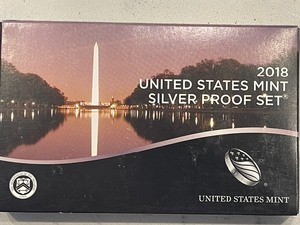 2018
UNITED STATES MINT
SILVER PROOF SET®
UNITED STATES MINT